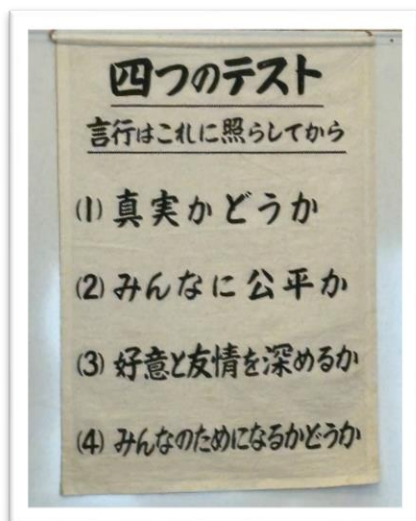 四つのテスト
言行はこれに照らしてから
(1) 真実かどうか
(2) みんなに公平か
(3) 好意と友情を深めるか
(4) みんなのためになるかどうか